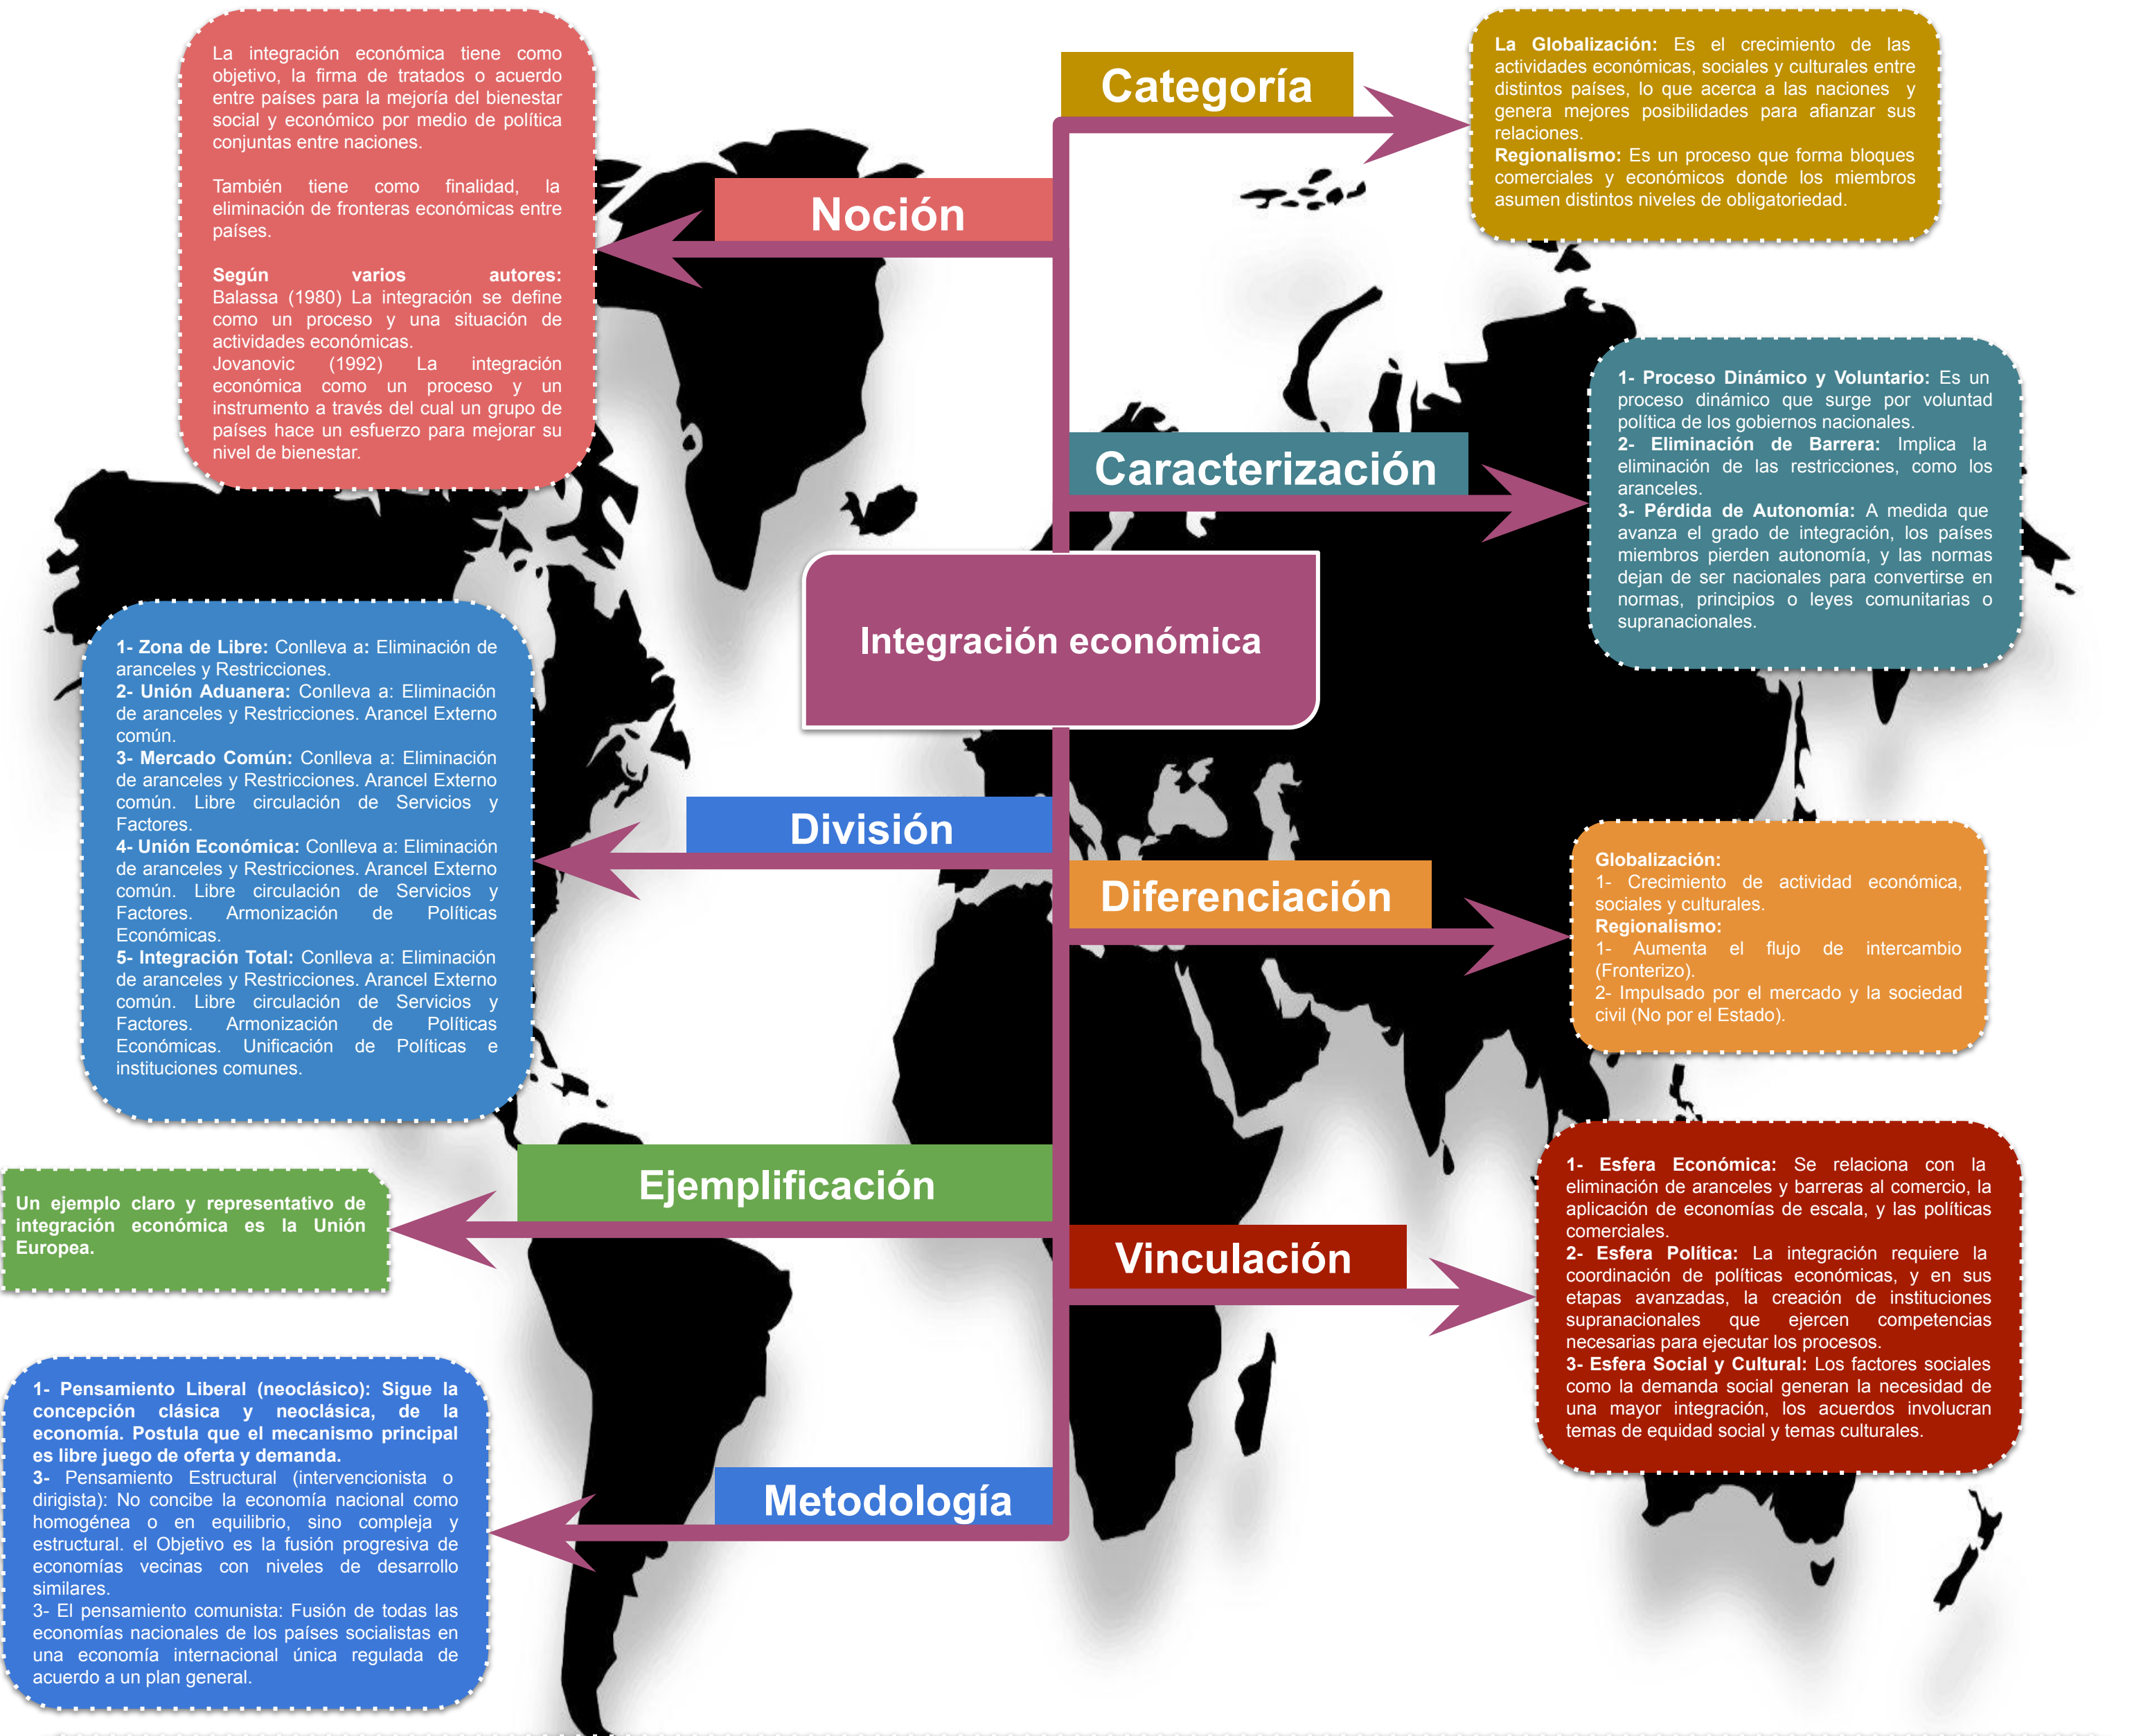 La integración económica tiene como
objetivo, la firma de tratados o acuerdo
entre países para la mejoría del bienestar
social y económico por medio de política
conjuntas entre naciones.
También tiene como finalidad, la
eliminación de fronteras económicas entre
países.
Según varios autores:
Balassa (1980) La integración se define
como un proceso y una situación de
actividades económicas.
Jovanovic (1992) La integración
económica como un proceso y un
instrumento a través del cual un grupo de
países hace un esfuerzo para mejorar su
nivel de bienestar.
Noción
Categoría
La Globalización: Es el crecimiento de las
actividades económicas, sociales y culturales entre
distintos países, lo que acerca a las naciones y
genera mejores posibilidades para afianzar sus
relaciones.
Regionalismo: Es un proceso que forma bloques
comerciales y económicos donde los miembros
asumen distintos niveles de obligatoriedad.
Caracterización
1- Proceso Dinámico y Voluntario: Es un
proceso dinámico que surge por voluntad
política de los gobiernos nacionales.
2- Eliminación de Barrera: Implica la
eliminación de las restricciones, como los
aranceles.
3- Pérdida de Autonomía: A medida que
avanza el grado de integración, los países
miembros pierden autonomía, y las normas
dejan de ser nacionales para convertirse en
normas, principios o leyes comunitarias o
supranacionales.
Integración económica
1- Zona de Libre: Conlleva a: Eliminación de
aranceles y Restricciones.
2- Unión Aduanera: Conlleva a: Eliminación
de aranceles y Restricciones. Arancel Externo
común.
3- Mercado Común: Conlleva a: Eliminación
de aranceles y Restricciones. Arancel Externo
común. Libre circulación de Servicios y
Factores.
4- Unión Económica: Conlleva a: Eliminación
de aranceles y Restricciones. Arancel Externo
común. Libre circulación de Servicios y
Factores. Armonización de Políticas
Económicas.
5- Integración Total: Conlleva a: Eliminación
de aranceles y Restricciones. Arancel Externo
común. Libre circulación de Servicios y
Factores. Armonización de Políticas
Económicas. Unificación de Políticas e
instituciones comunes.
División
Diferenciación
Globalización:
1- Crecimiento de actividad económica,
sociales y culturales.
Regionalismo:
1- Aumenta el flujo de intercambio
(Fronterizo).
2- Impulsado por el mercado y la sociedad
civil (No por el Estado).
Ejemplificación
Un ejemplo claro y representativo de
integración económica es la Unión
Europea.
Vinculación
1- Esfera Económica: Se relaciona con la
eliminación de aranceles y barreras al comercio, la
aplicación de economías de escala, y las políticas
comerciales.
2- Esfera Política: La integración requiere la
coordinación de políticas económicas, y en sus
etapas avanzadas, la creación de instituciones
supranacionales que ejercen competencias
necesarias para ejecutar los procesos.
3- Esfera Social y Cultural: Los factores sociales
como la demanda social generan la necesidad de
una mayor integración, los acuerdos involucran
temas de equidad social y temas culturales.
Metodología
1- Pensamiento Liberal (neoclásico): Sigue la
concepción clásica y neoclásica, de la
economía. Postula que el mecanismo principal
es libre juego de oferta y demanda.
3- Pensamiento Estructural (intervencionista o
dirigista): No concibe la economía nacional como
homogénea o en equilibrio, sino compleja y
estructural. el Objetivo es la fusión progresiva de
economías vecinas con niveles de desarrollo
similares.
3- El pensamiento comunista: Fusión de todas las
economías nacionales de los países socialistas en
una economía internacional única regulada de
acuerdo a un plan general.